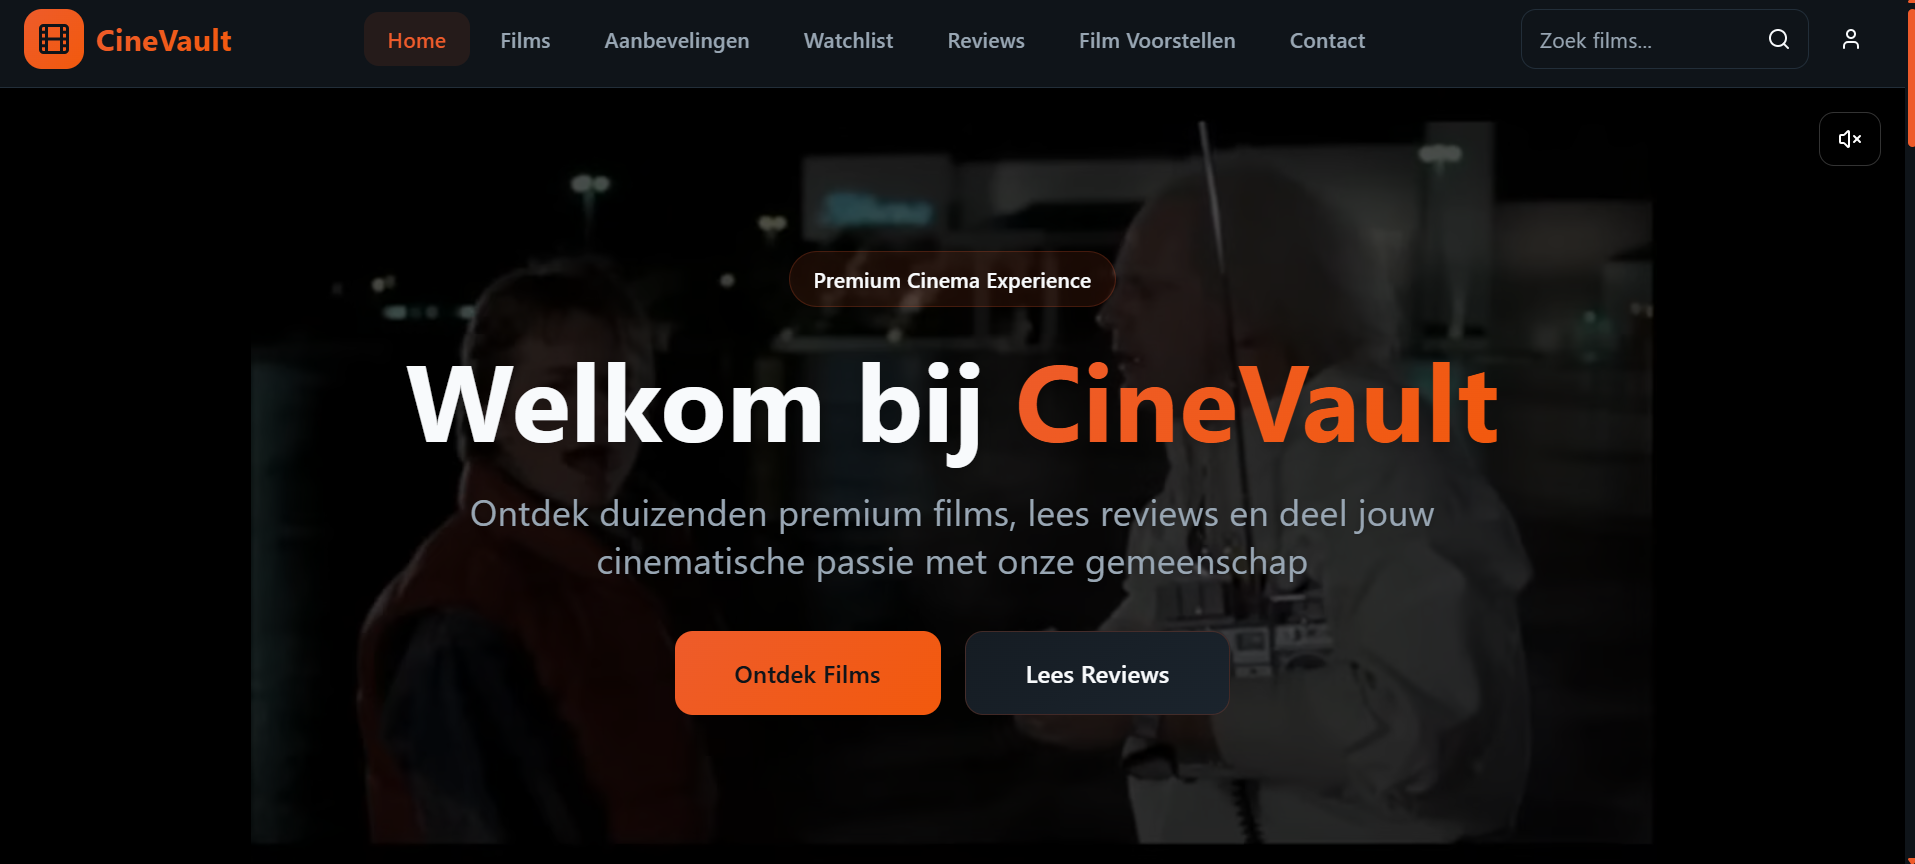 CineVault
Home
Films
Aanbevelingen
Watchlist
Reviews
Film Voorstellen
Contact
Zoek films...
Premium Cinema Experience
Welkom bij CineVault
Ontdek duizenden premium films, lees reviews en deel jouw
cinematische passie met onze gemeenschap
Ontdek Films
Lees Reviews